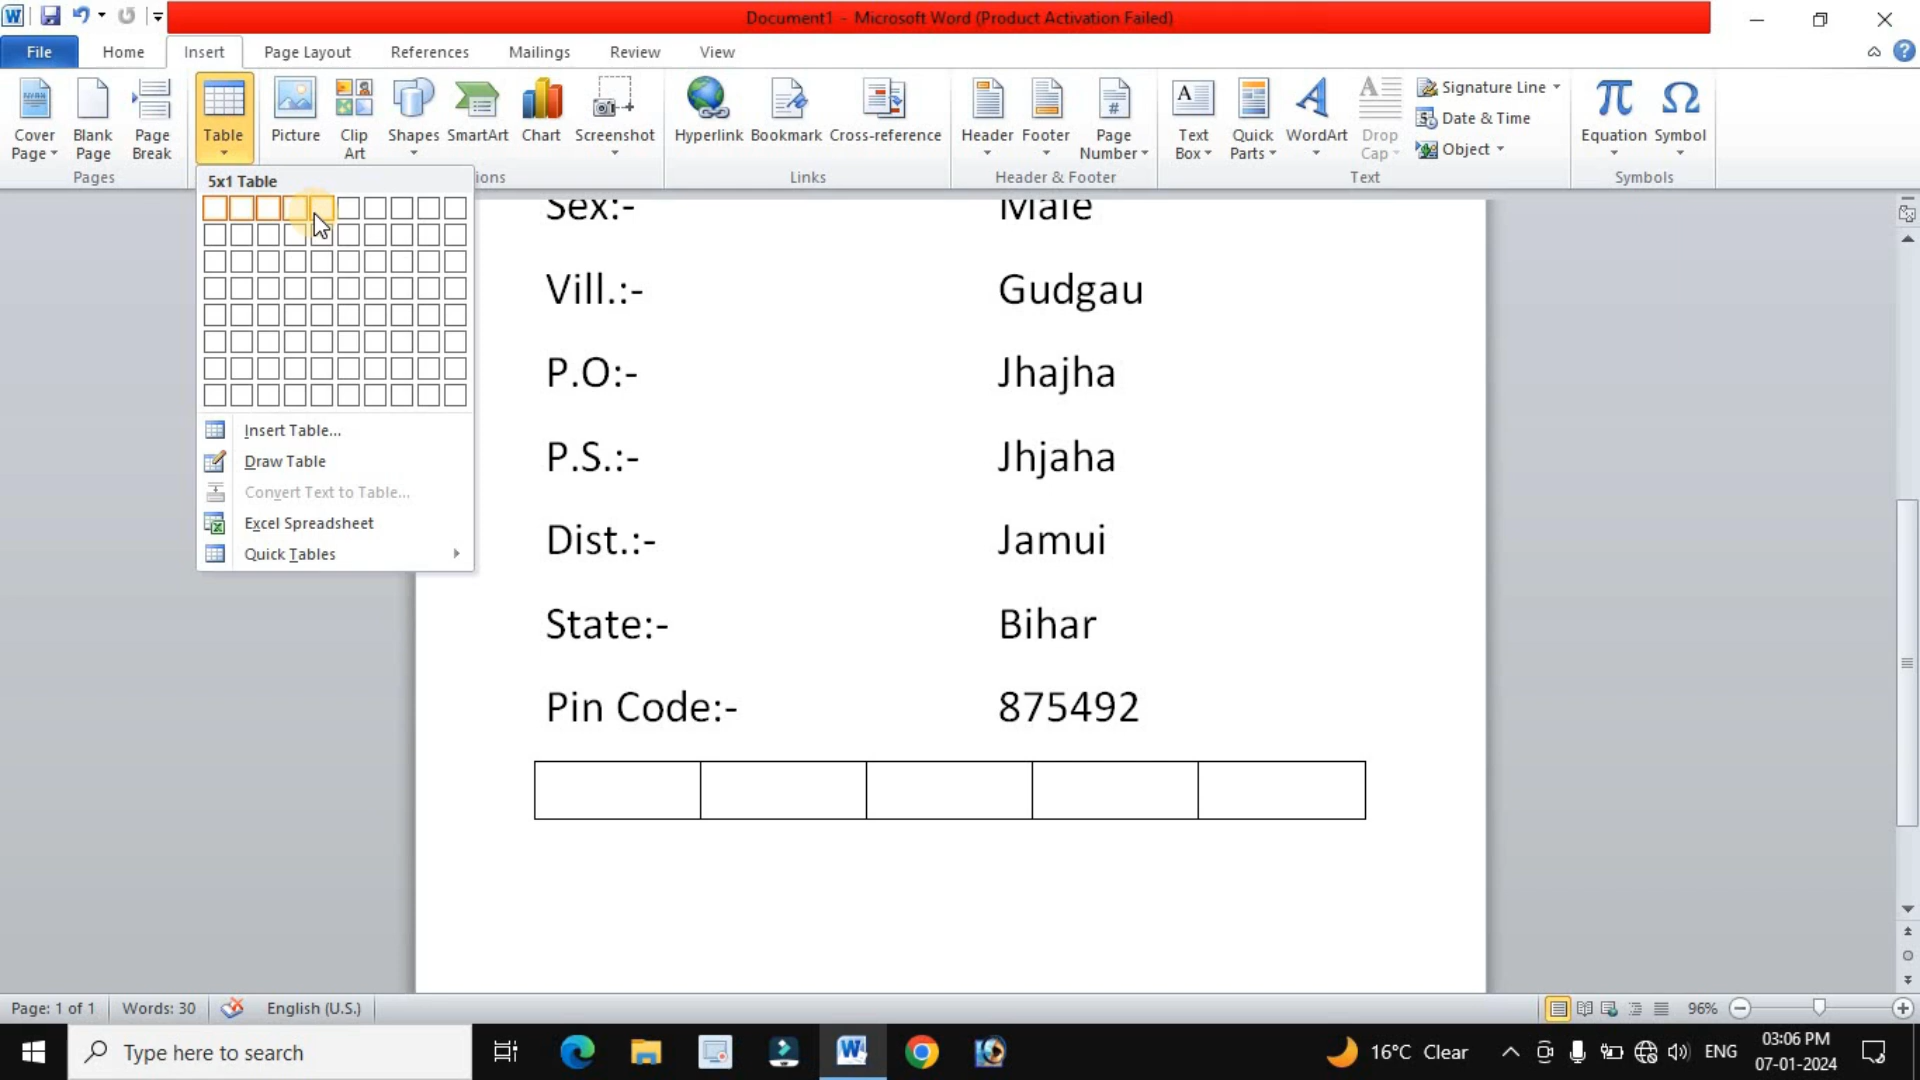 Document1 - Microsoft Word (Product Activation Failed)
File Home Insert Page Layout References Mailings Review View
Cover Page Blank Page Page Break Table Picture Clip Art Shapes SmartArt Chart Screenshot Hyperlink Bookmark Cross-reference Header Footer Page Number Text Box Quick Parts WordArt Drop Cap Signature Line Date & Time Object Equation Symbol
Pages Links Header & Footer Text Symbols
5x1 Table
Insert Table...
Draw Table
Convert Text to Table...
Excel Spreadsheet
Quick Tables
Sex:- Male
Vill.:- Gudgau
P.O:- Jhajha
P.S.:- Jhjaha
Dist.:- Jamui
State:- Bihar
Pin Code:- 875492
Page: 1 of 1 Words: 30 English (U.S.) 96%
Type here to search 16°C Clear ENG 03:06 PM
07-01-2024